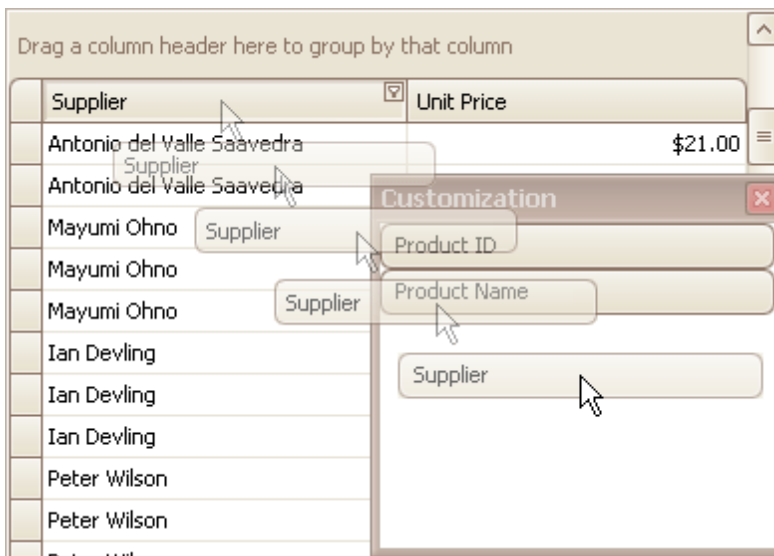 Drag a column header here to group by that column
Supplier Unit Price
Antonio del Valle Saavedra $21.00
Supplier
Antonio del Valle Saavedra
Customization
Mayumi Ohno
Supplier
Product ID
Mayumi Ohno
Product Name
Mayumi Ohno
Supplier
Ian Devling
Supplier
Ian Devling
Ian Devling
Peter Wilson
Peter Wilson